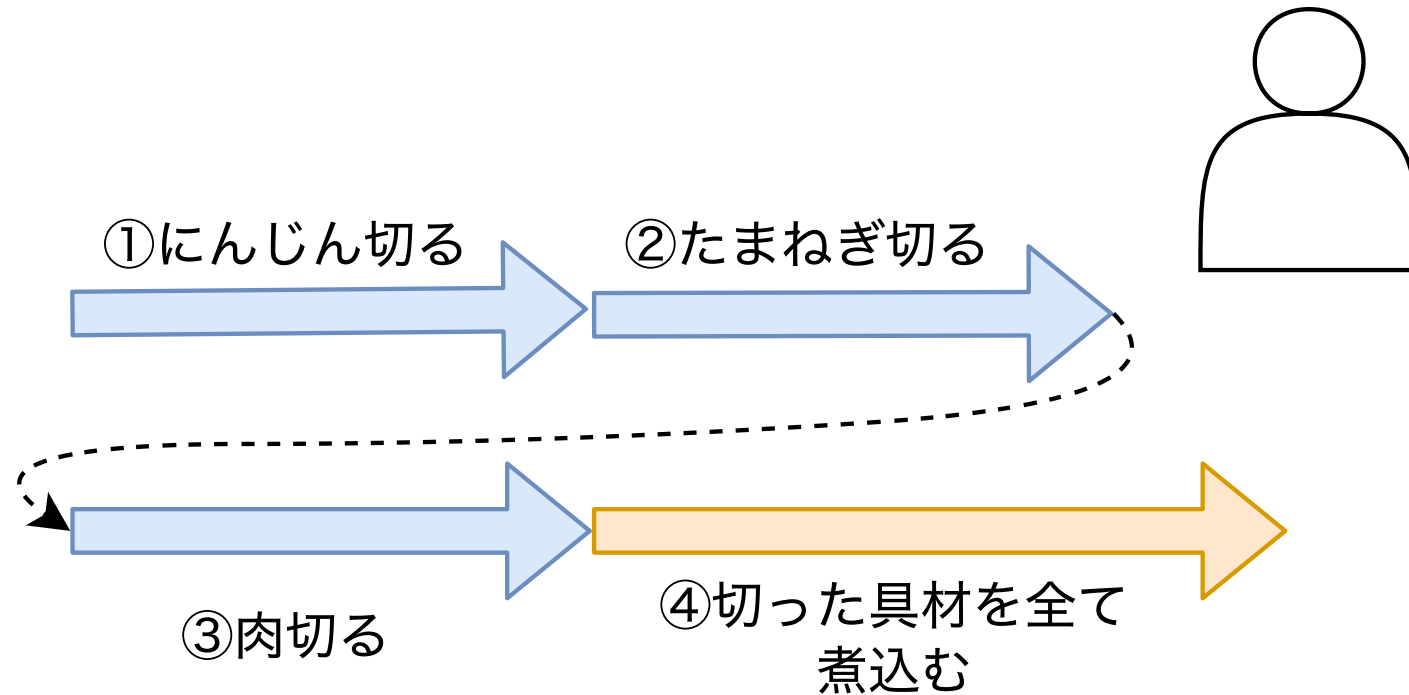 ①にんじん切る
②たまねぎ切る
③肉切る
④切った具材を全て
煮込む